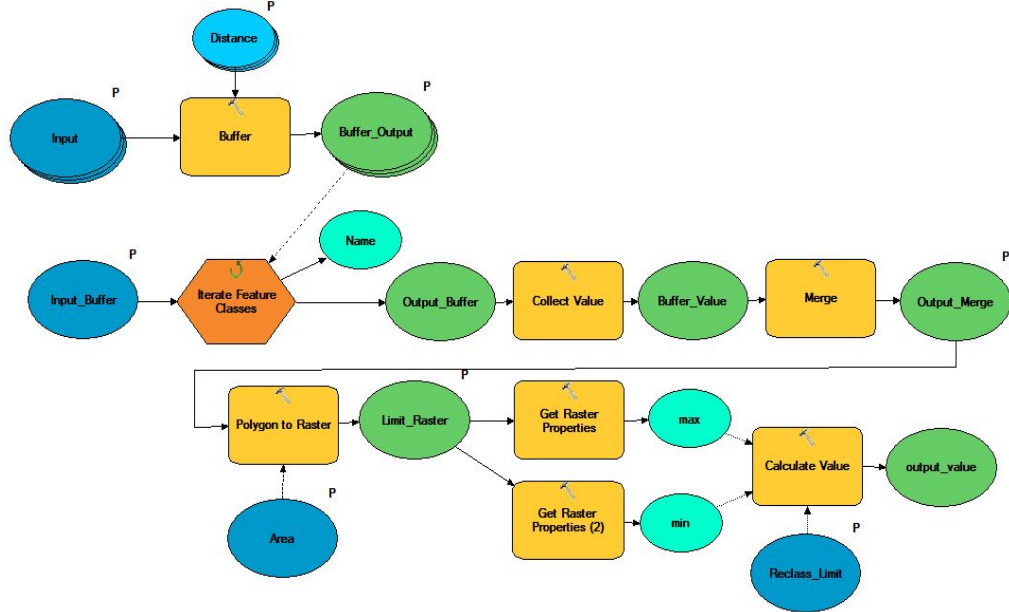 P
Distance
P
P
Input
Buffer
Buffer_Output
Name
P
P
Input_Buffer
Iterate Feature
Classes
Output_Buffer
Collect Value
Buffer_Value
Merge
Output_Merge
P
Polygon to Raster
Limit_Raster
Get Raster
Properties
max
Calculate Value
output_value
P
Area
Get Raster
Properties (2)
min
P
Reclass_Limit